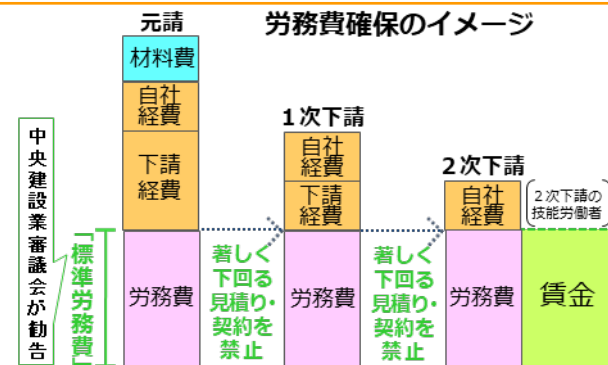 労務費確保のイメージ
元請
材料費
自社
経費
下請
経費
労務費
中央建設業審議会が勧告
「標準労務費」
著しく
下回る
見積り・
契約を
禁止
1次下請
自社
経費
下請
経費
労務費
著しく
下回る
見積り・
契約を
禁止
2次下請
自社
経費
労務費
2次下請の
技能労働者
賃金